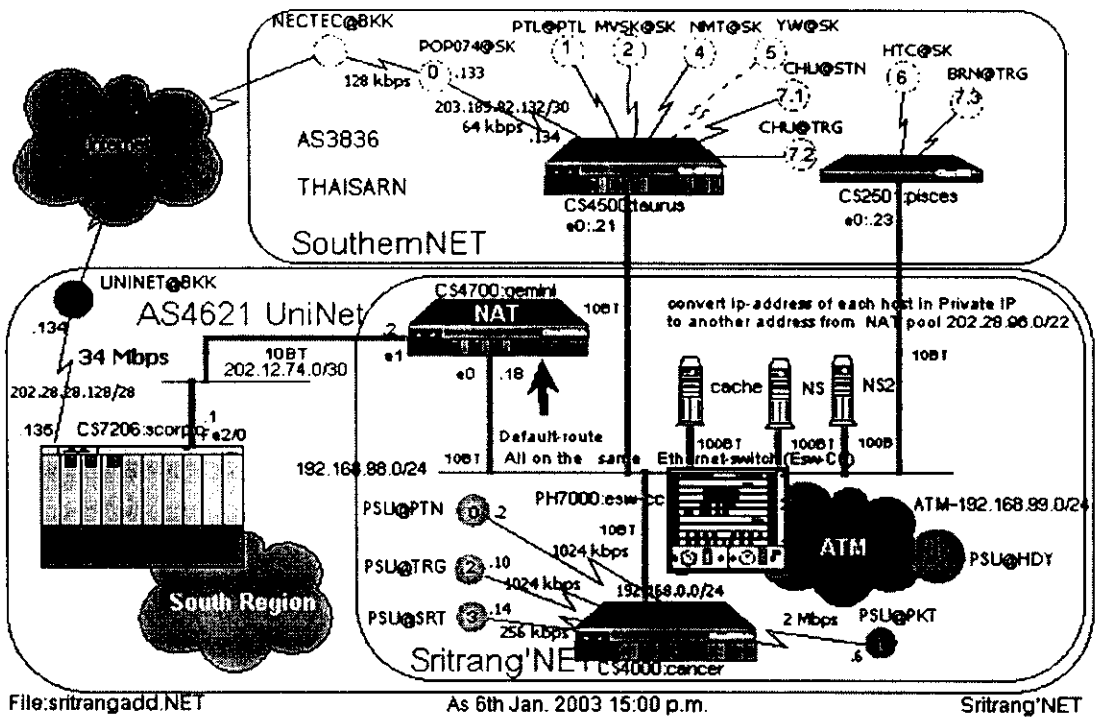 NECTEC@BKK
PTL@PTL MVSK@SK NMT@SK YW@SK
POP074@SK
1 2 4 5
HTC@SK
0 .133
128 kbps
CHU@STN
6
BRN@TRG
7.1
7.3
203.185.82.132/30
64 kbps
.134
CHU@TRG
7.2
AS3836
THAISARN
CS4500:taurus
e0:.21
CS2501:pisces
e0:.23
SouthernNET
UNINET@BKK
CS4700:gemini
AS4621 UniNet
NAT
10BT
convert ip-address of each host in Private IP
to another address from NAT pool 202.28.96.0/22
.134
.2
e1
34 Mbps
10BT
202.12.74.0/30
10BT
e0 .18
cache NS NS2
202.28.28.128/28
.135
CS7206:scorpio
.1
Fe2/0
Default-route
100BT 100BT 100B
All on the same Ethernet-switch
192.168.98.0/24
10BT
PH7000:esw-cc
PSU@PTN
0 .2
10BT
ATM-192.168.99.0/24
ATM
PSU@HDY
1024 kbps
PSU@TRG
2 .10
1024 kbps
192.168.0.0/24
South Region
PSU@SRT
3 .14
256 kbps
2 Mbps
PSU@PKT
1
.6
Sritrang'NET
CS4000:cancer
File:sritrangadd.NET
As 6th Jan. 2003 15:00 p.m.
Sritrang'NET